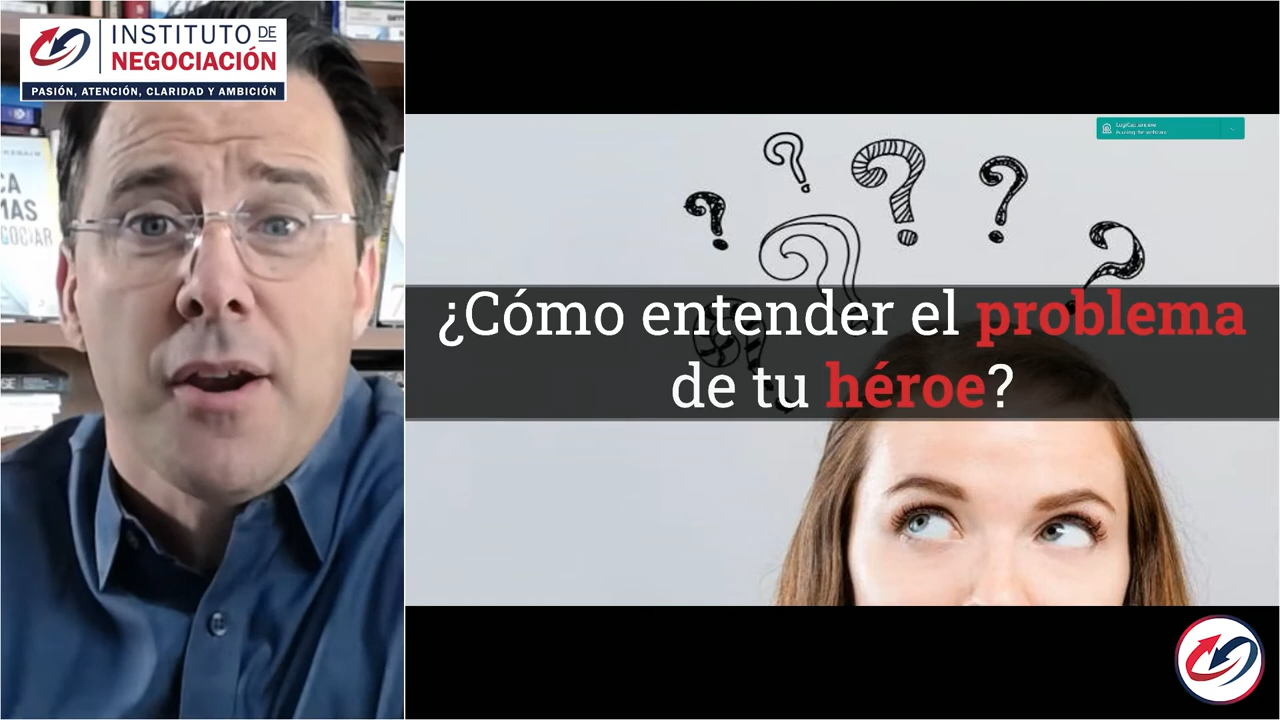 INSTITUTO DE
NEGOCIACIÓN
PASIÓN, ATENCIÓN, CLARIDAD Y AMBICIÓN
CA
MAS
GOCIAR
¿Cómo entender el problema
de tu héroe?